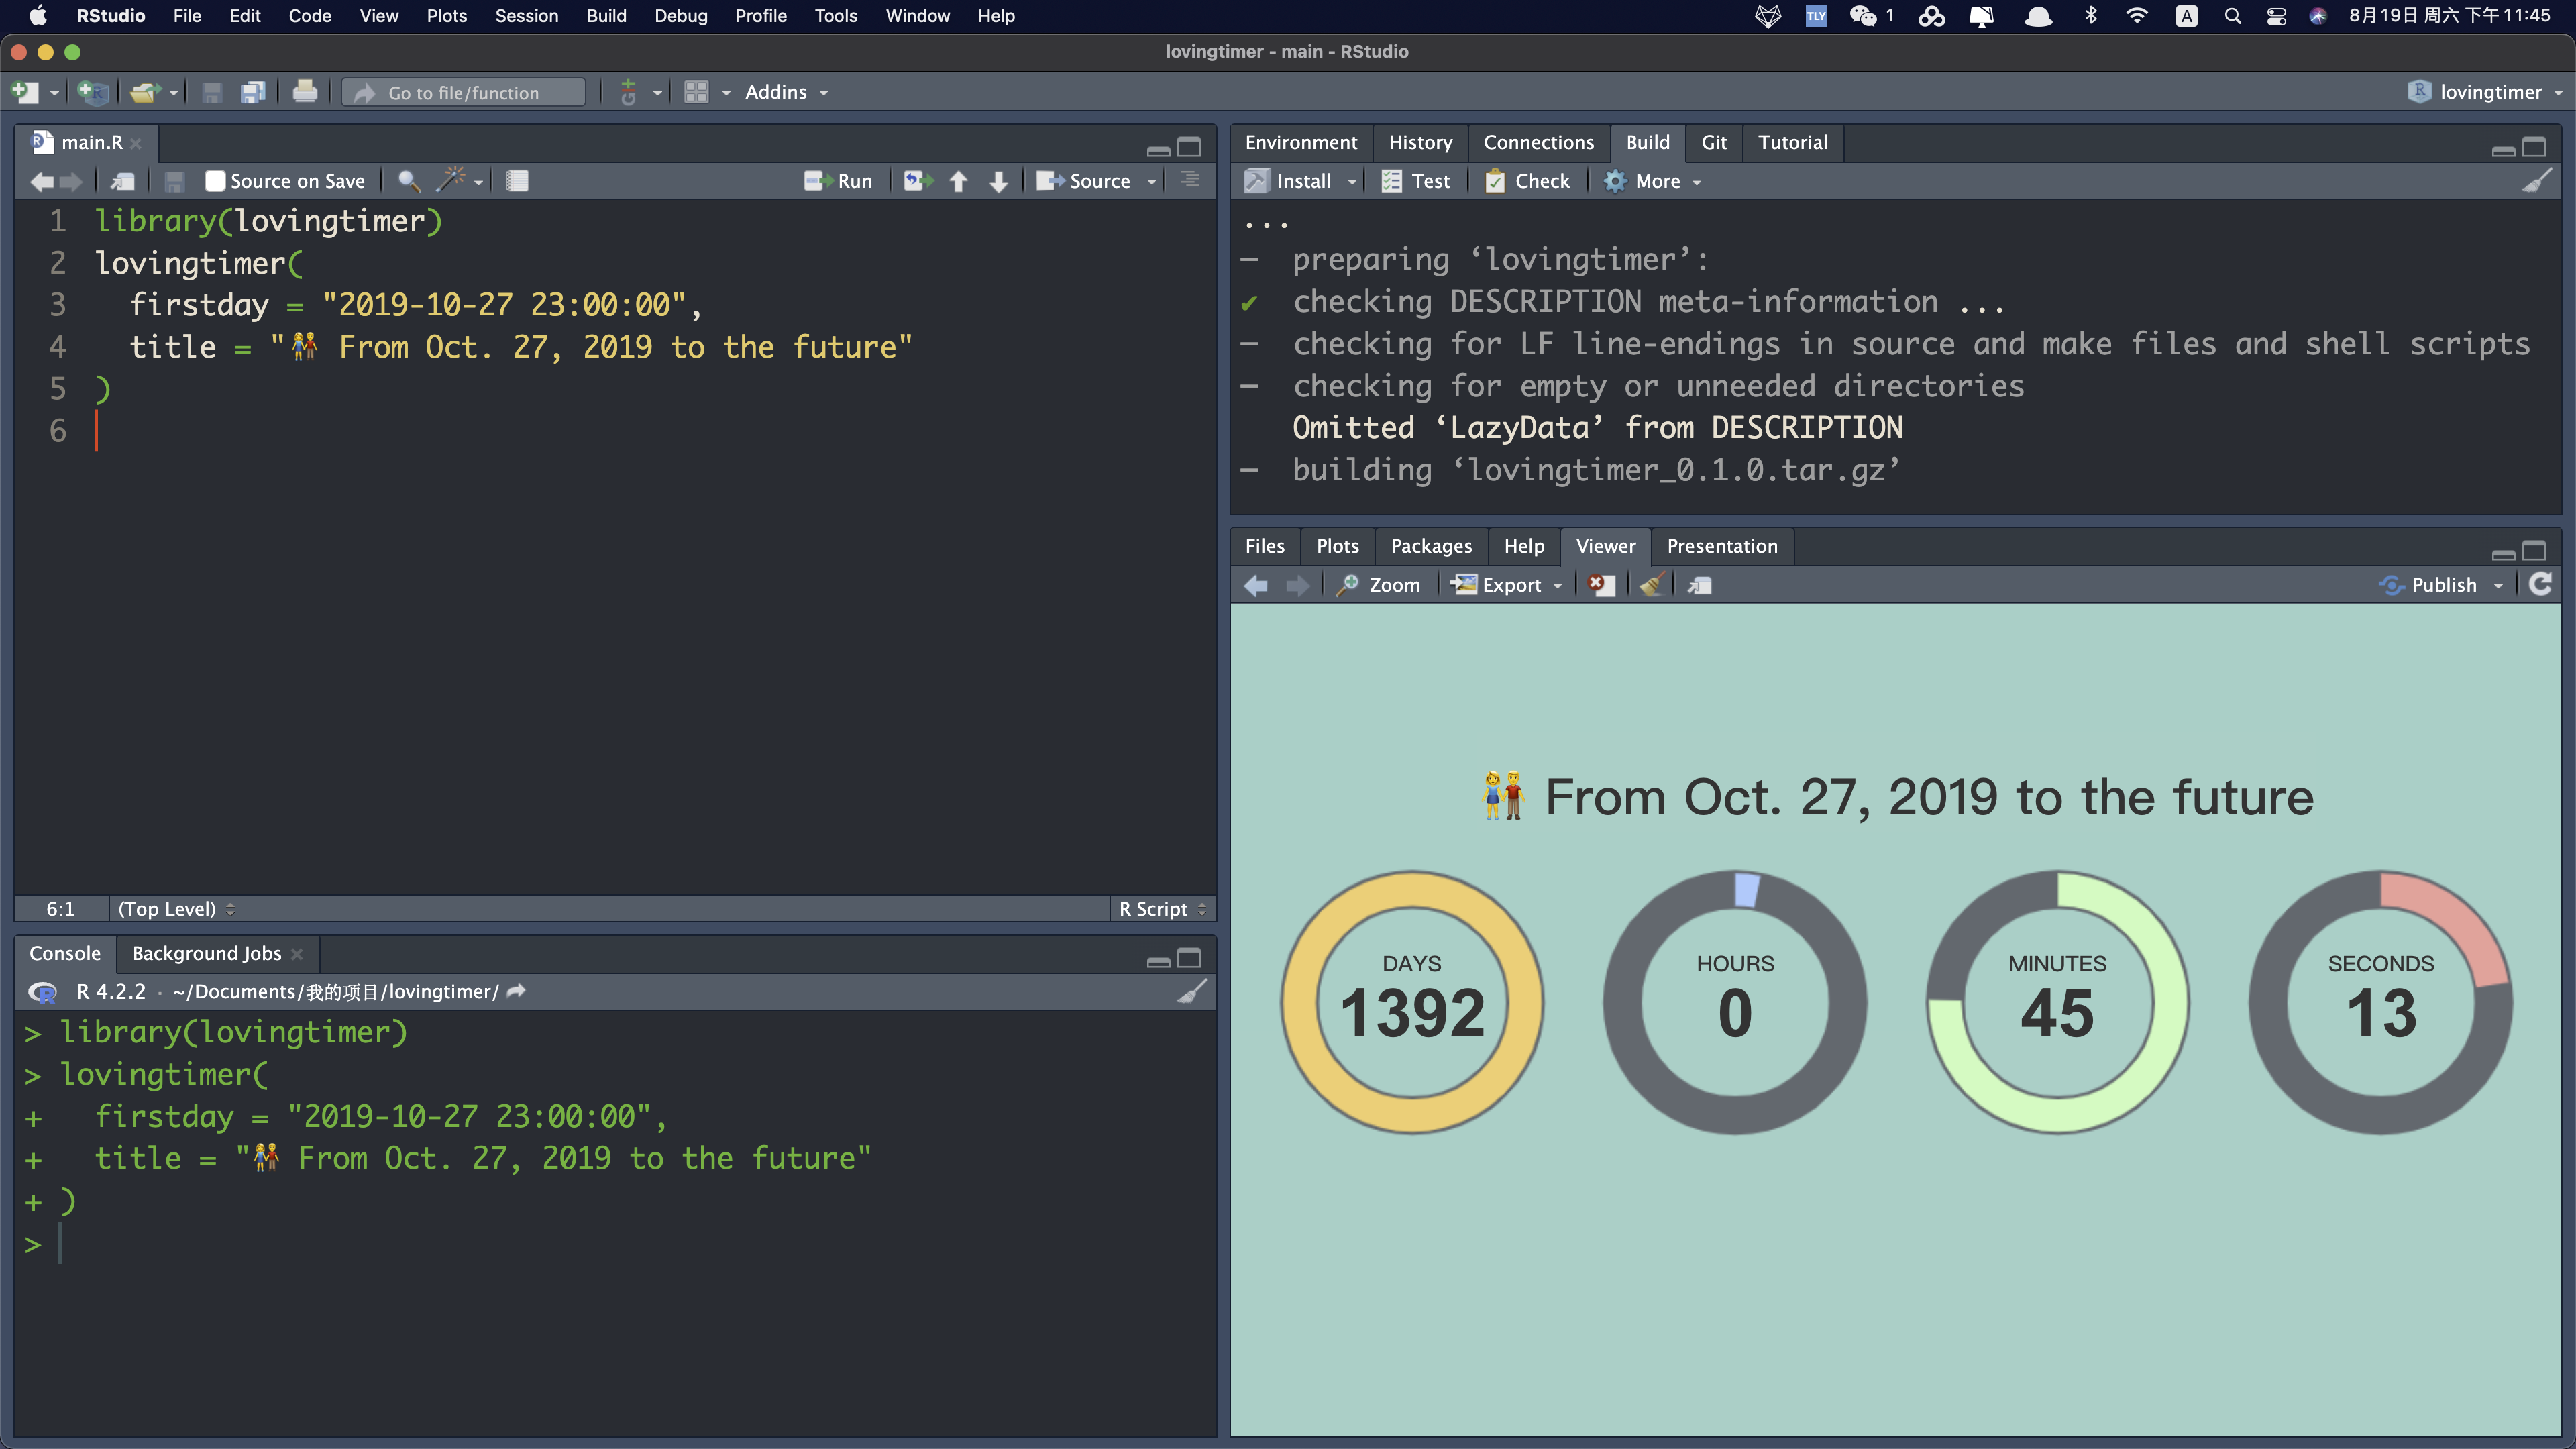 RStudio File Edit Code View Plots Session Build Debug Profile Tools Window Help TLY 1 A 8月19日 周六 下午 11:45
lovingtimer - main - RStudio
Go to file/function Addins lovingtimer
main.R
Source on Save Run Source
1 library(lovingtimer)
2 lovingtimer(
3 firstday = "2019-10-27 23:00:00",
4 title = "👫 From Oct. 27, 2019 to the future"
5 )
6
6:1 (Top Level) R Script
Console Background Jobs
R 4.2.2 · ~/Documents/我的项目/lovingtimer/
> library(lovingtimer)
> lovingtimer(
+ firstday = "2019-10-27 23:00:00",
+ title = "👫 From Oct. 27, 2019 to the future"
+ )
>
Environment History Connections Build Git Tutorial
Install Test Check More
...
─ preparing ‘lovingtimer’:
✔ checking DESCRIPTION meta-information ...
─ checking for LF line-endings in source and make files and shell scripts
─ checking for empty or unneeded directories
Omitted ‘LazyData’ from DESCRIPTION
─ building ‘lovingtimer_0.1.0.tar.gz’
Files Plots Packages Help Viewer Presentation
Zoom Export Publish
👫 From Oct. 27, 2019 to the future
DAYS HOURS MINUTES SECONDS
1392 0 45 13